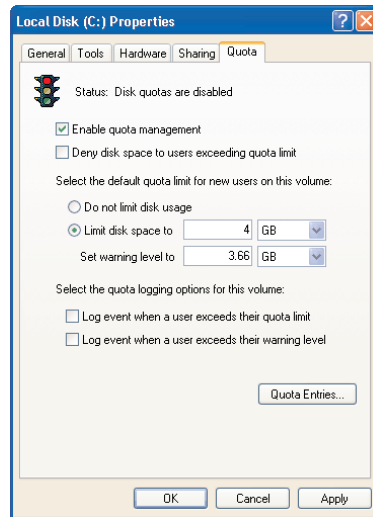 Local Disk (C:) Properties
General Tools Hardware Sharing Quota
Status: Disk quotas are disabled
Enable quota management
Deny disk space to users exceeding quota limit
Select the default quota limit for new users on this volume:
Do not limit disk usage
Limit disk space to 4 GB
Set warning level to 3.66 GB
Select the quota logging options for this volume:
Log event when a user exceeds their quota limit
Log event when a user exceeds their warning level
Quota Entries...
OK Cancel Apply